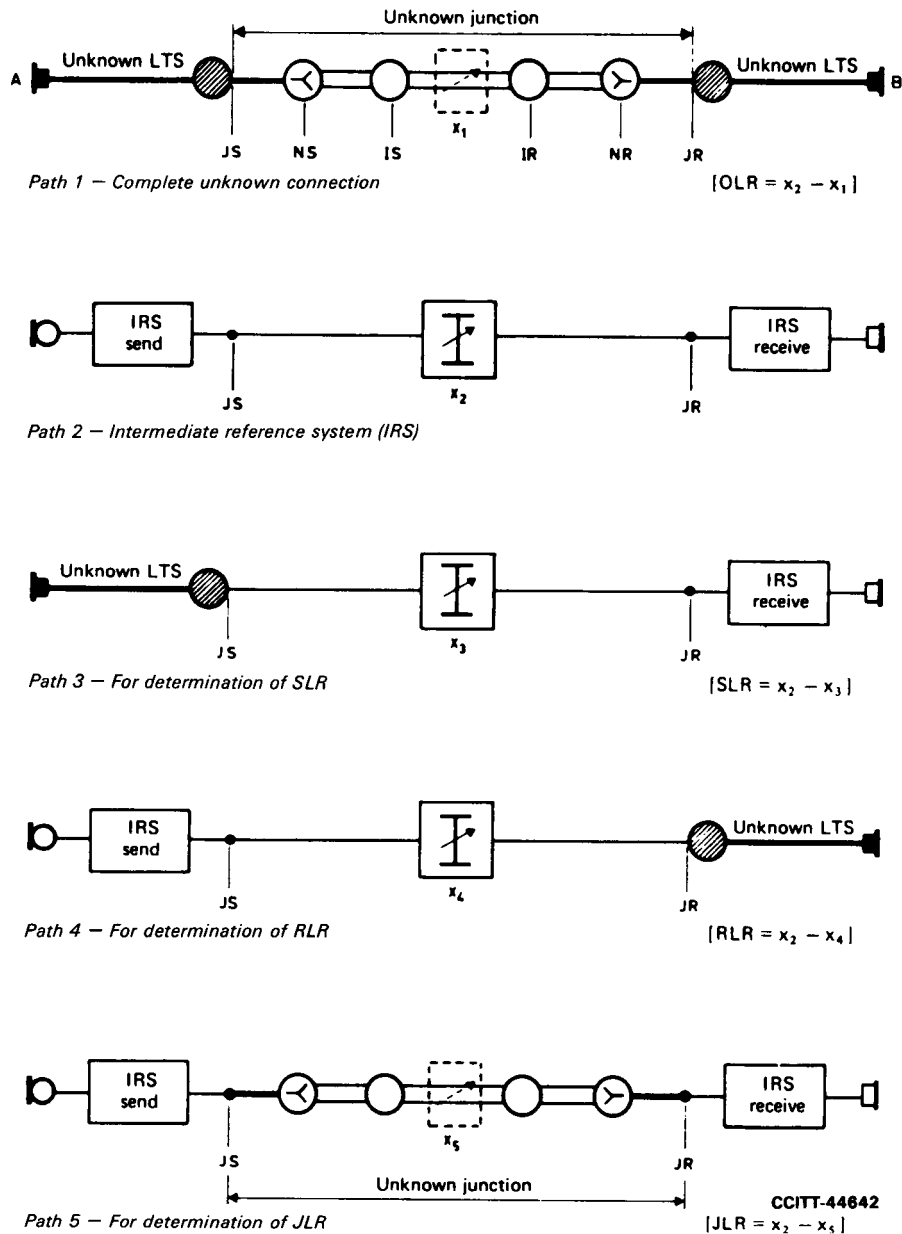 Unknown junction
A Unknown LTS Unknown LTS B
x₁
JS NS IS IR NR JR
Path 1 — Complete unknown connection [OLR = x₂ − x₁]
IRS send
IRS receive
x₂
JS JR
Path 2 — Intermediate reference system (IRS)
Unknown LTS
IRS receive
x₃
JS JR
Path 3 — For determination of SLR [SLR = x₂ − x₃]
IRS send
Unknown LTS
x₄
JS JR
Path 4 — For determination of RLR [RLR = x₂ − x₄]
IRS send
IRS receive
x₅
JS JR
Unknown junction
CCITT-44642
Path 5 — For determination of JLR [JLR = x₂ − x₅]